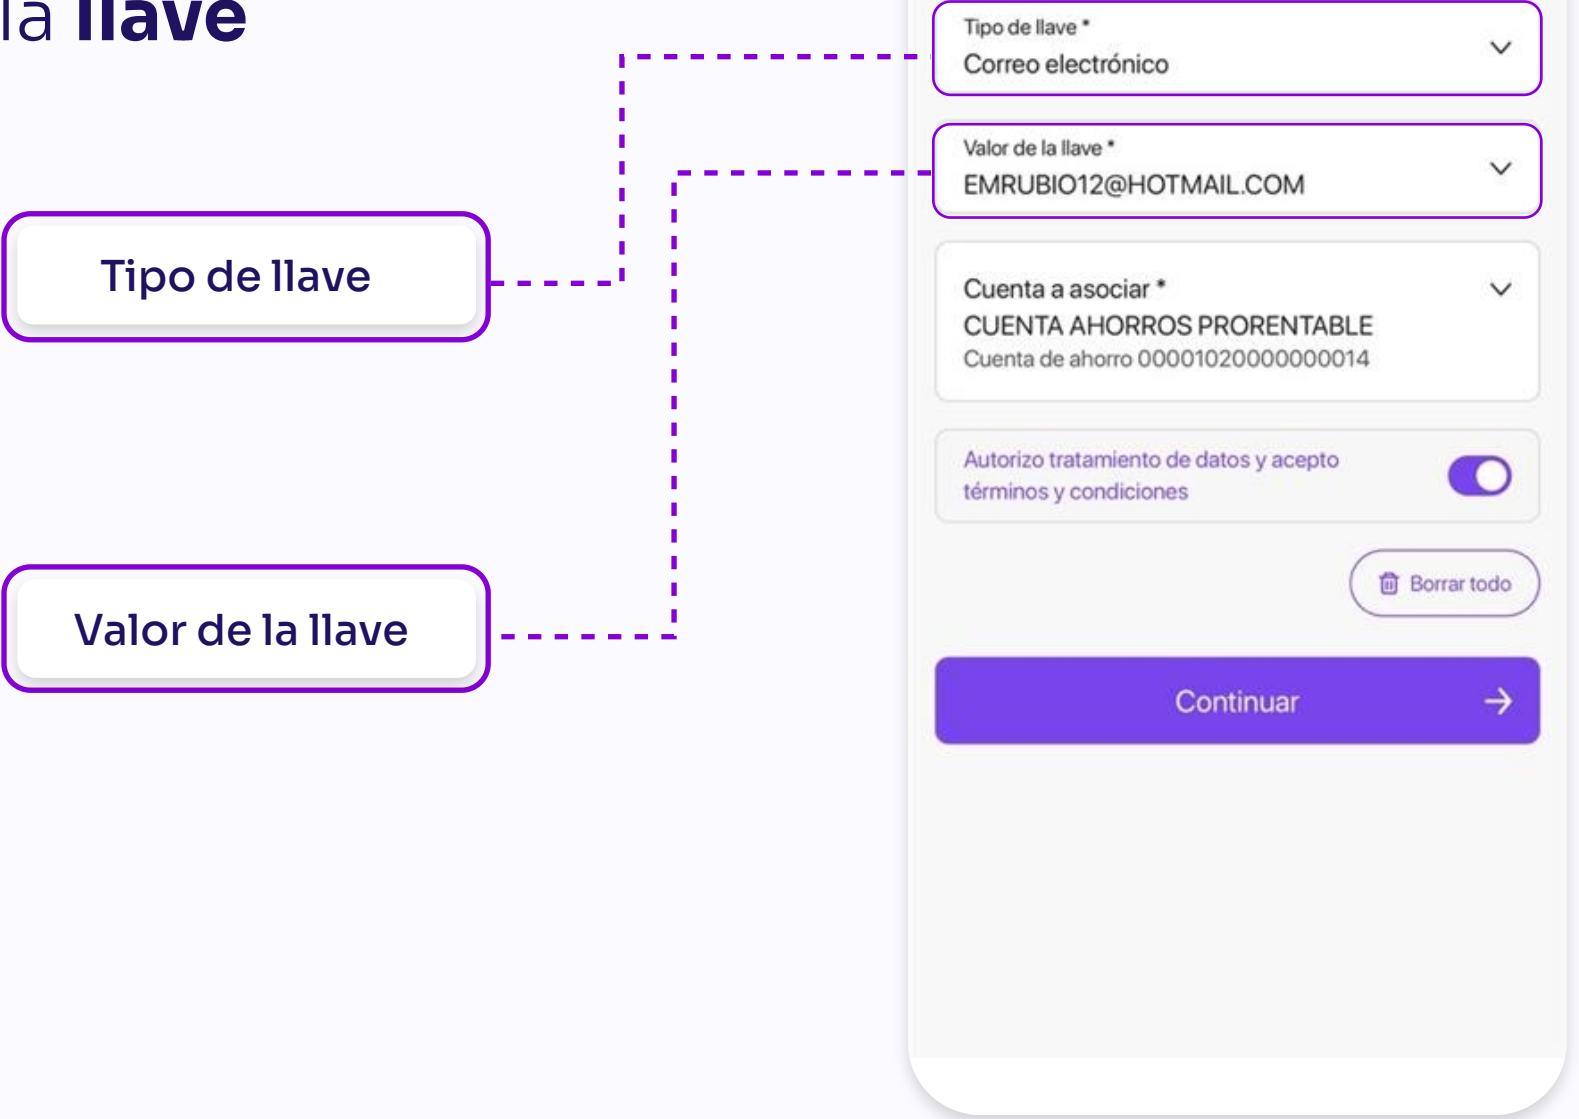 la llave
Tipo de llave
Valor de la llave
Tipo de llave *
Correo electrónico
Valor de la llave *
EMRUBIO12@HOTMAIL.COM
Cuenta a asociar *
CUENTA AHORROS PRORENTABLE
Cuenta de ahorro 00001020000000014
Autorizo tratamiento de datos y acepto
términos y condiciones
Borrar todo
Continuar